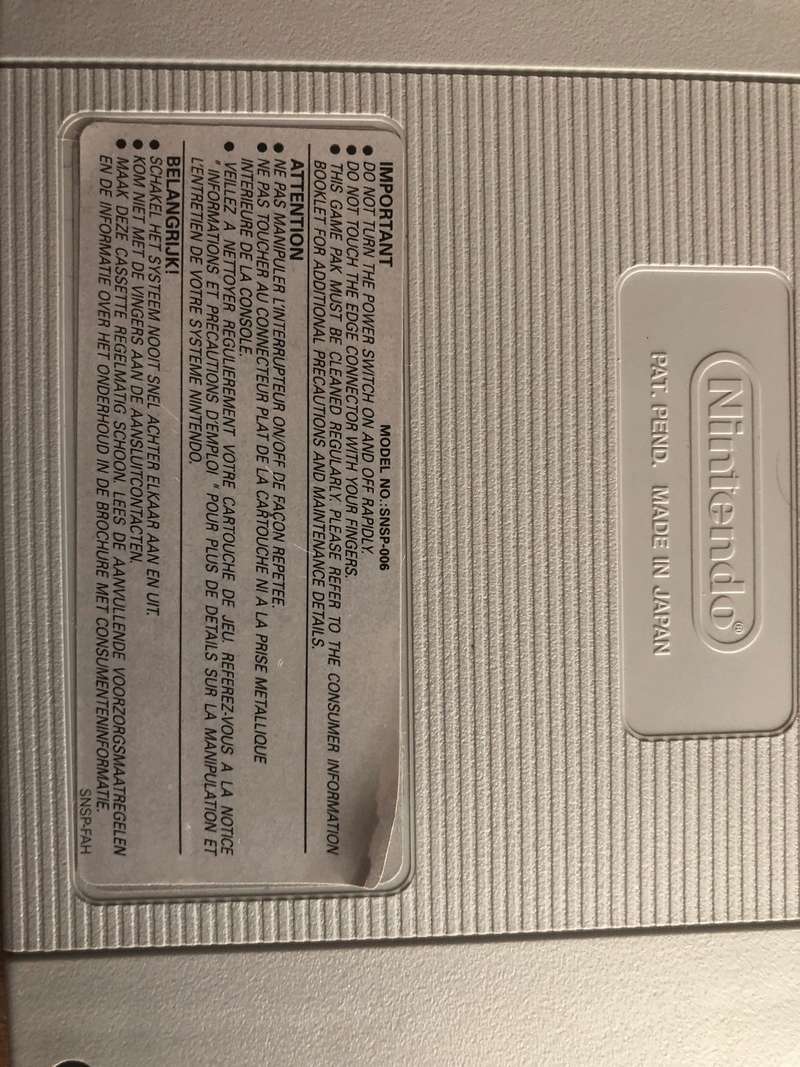 Nintendo®
PAT. PEND. MADE IN JAPAN
IMPORTANT MODEL NO.:SNSP-006
● DO NOT TURN THE POWER SWITCH ON AND OFF RAPIDLY.
● DO NOT TOUCH THE EDGE CONNECTOR WITH YOUR FINGERS.
● THIS GAME PAK MUST BE CLEANED REGULARLY. PLEASE REFER TO THE CONSUMER INFORMATION
BOOKLET FOR ADDITIONAL PRECAUTIONS AND MAINTENANCE DETAILS.
ATTENTION
● NE PAS MANIPULER L'INTERRUPTEUR ON/OFF DE FAÇON REPETEE.
● NE PAS TOUCHER AU CONNECTEUR PLAT DE LA CARTOUCHE NI A LA PRISE METALLIQUE
INTERIEURE DE LA CONSOLE.
● VEILLEZ A NETTOYER REGULIEREMENT VOTRE CARTOUCHE DE JEU. REFEREZ-VOUS A LA NOTICE
" INFORMATIONS ET PRECAUTIONS D'EMPLOI " POUR PLUS DE DETAILS SUR LA MANIPULATION ET
L'ENTRETIEN DE VOTRE SYSTEME NINTENDO.
BELANGRIJK!
● SCHAKEL HET SYSTEEM NOOIT SNEL ACHTER ELKAAR AAN EN UIT.
● KOM NIET MET DE VINGERS AAN DE AANSLUITCONTACTEN.
● MAAK DEZE CASSETTE REGELMATIG SCHOON. LEES DE AANVULLENDE VOORZORGSMAATREGELEN
EN DE INFORMATIE OVER HET ONDERHOUD IN DE BROCHURE MET CONSUMENTENINFORMATIE.
SNSP-FAH